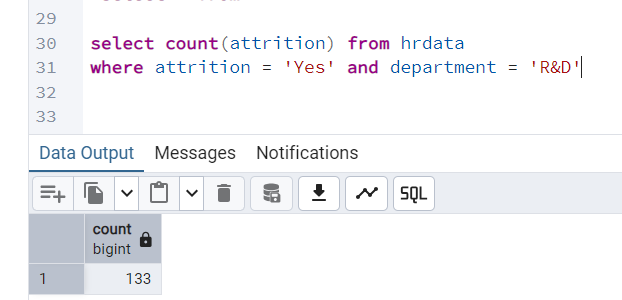 29
30 select count(attrition) from hrdata
31 where attrition = 'Yes' and department = 'R&D'
32
33
Data Output Messages Notifications
SQL
count
bigint
1 133